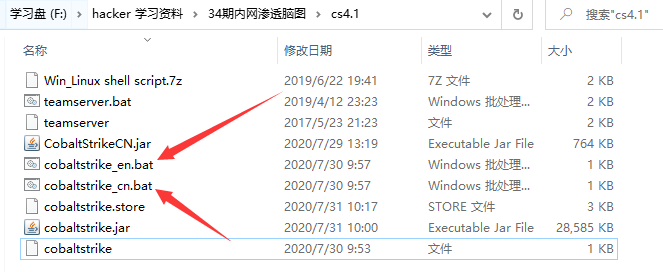 学习盘 (F:) › hacker 学习资料 › 34期内网渗透脑图 › cs4.1 搜索"cs4.1"
名称 修改日期 类型 大小
Win_Linux shell script.7z 2019/6/22 19:41 7Z 文件 2 KB
teamserver.bat 2019/4/12 23:23 Windows 批处理... 2 KB
teamserver 2017/5/23 21:23 文件 2 KB
CobaltStrikeCN.jar 2020/7/29 13:19 Executable Jar File 764 KB
cobaltstrike_en.bat 2020/7/30 9:57 Windows 批处理... 1 KB
cobaltstrike_cn.bat 2020/7/30 9:57 Windows 批处理... 1 KB
cobaltstrike.store 2020/7/31 10:17 STORE 文件 3 KB
cobaltstrike.jar 2020/7/31 10:00 Executable Jar File 28,585 KB
cobaltstrike 2020/7/30 9:53 文件 1 KB